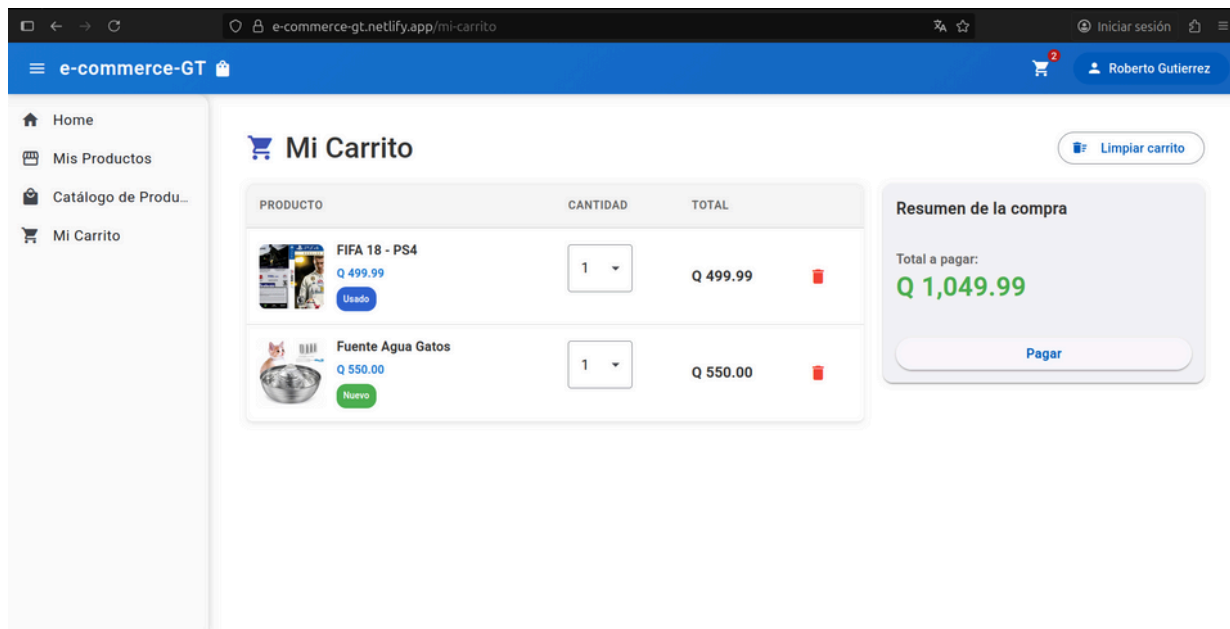 e-commerce-gt.netlify.app/mi-carrito
Iniciar sesión
e-commerce-GT
2
Roberto Gutierrez
Home
Mis Productos
Catálogo de Produ...
Mi Carrito
Mi Carrito
Limpiar carrito
PRODUCTO CANTIDAD TOTAL
FIFA 18 - PS4
Q 499.99
Usado
1
Q 499.99
Fuente Agua Gatos
Q 550.00
Nuevo
1
Q 550.00
Resumen de la compra
Total a pagar:
Q 1,049.99
Pagar